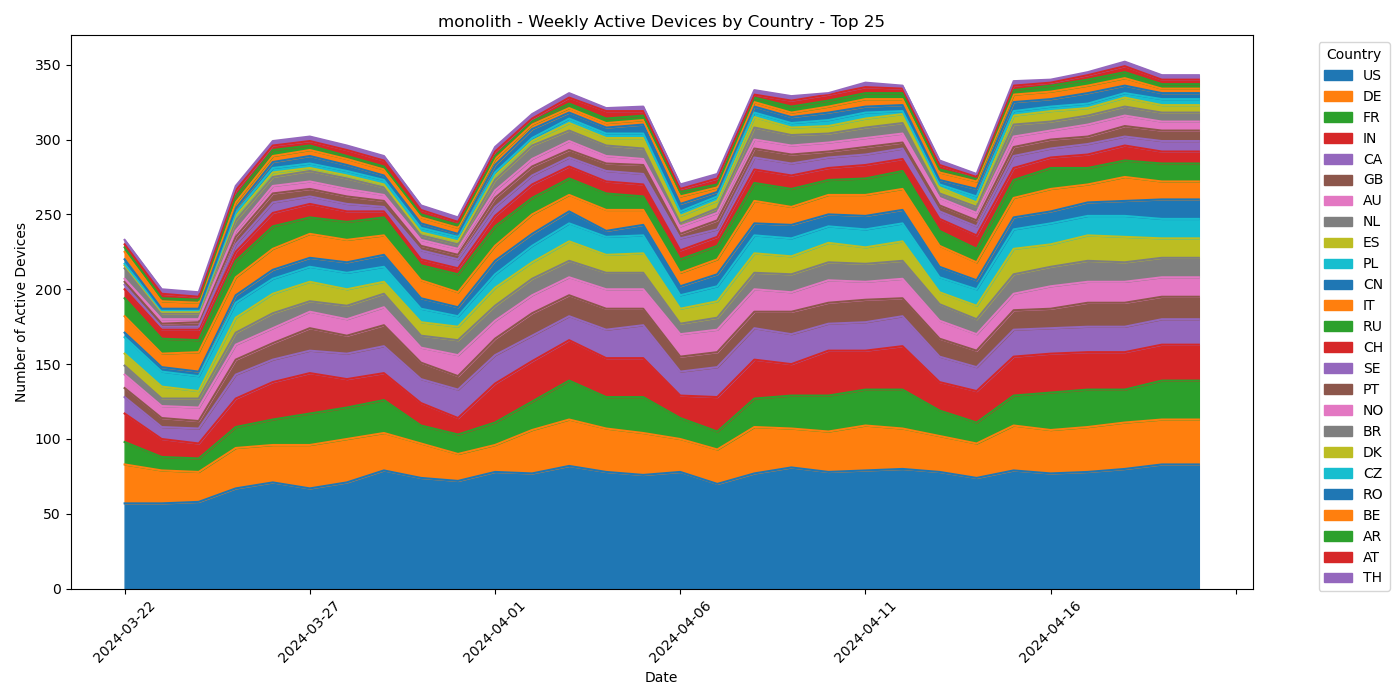 monolith - Weekly Active Devices by Country - Top 25
Number of Active Devices
350
300
250
200
150
100
50
0
2024-03-22
2024-03-27
2024-04-01
2024-04-06
2024-04-11
2024-04-16
Date
Country
US
DE
FR
IN
CA
GB
AU
NL
ES
PL
CN
IT
RU
CH
SE
PT
NO
BR
DK
CZ
RO
BE
AR
AT
TH